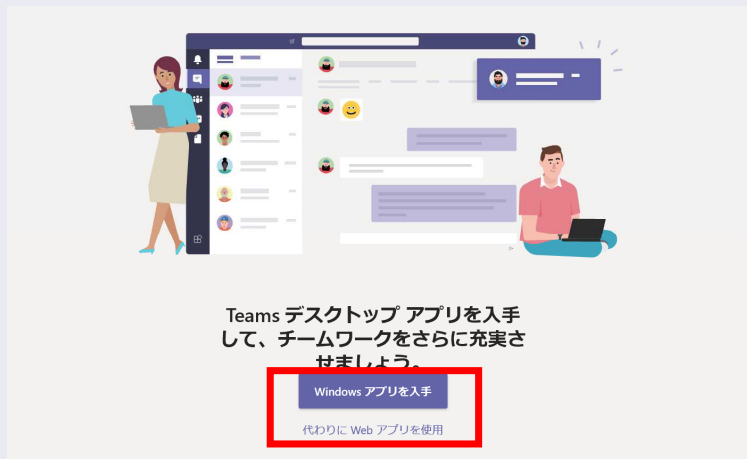 Teams デスクトップ アプリを入手
して、チームワークをさらに充実さ
せましょう。
Windows アプリを入手
代わりに Web アプリを使用